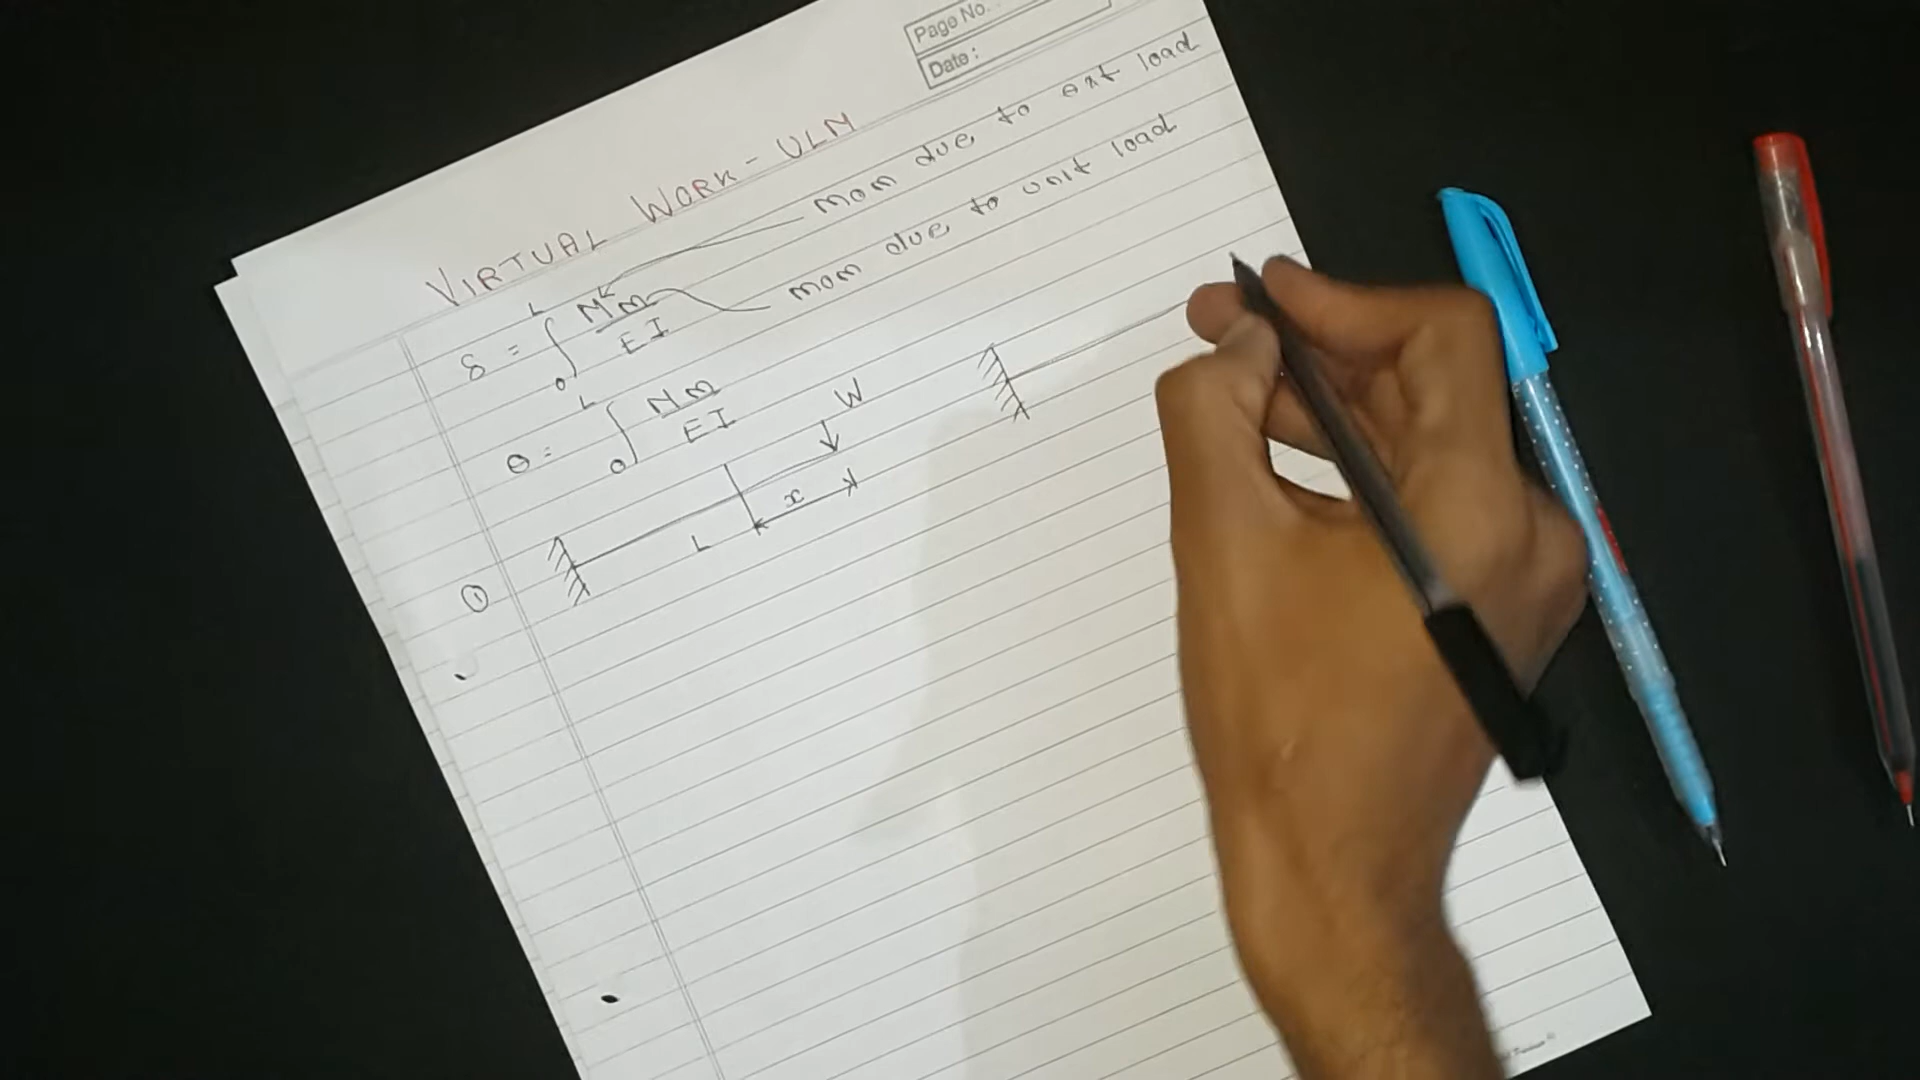 Page No.
Date :
VIRTUAL WORK - ULM
δ = ∫₀ᴸ Mm/EI
mom due to ext load
mom due to unit load
θ = ∫₀ᴸ Mm/EI
W
x
L
①